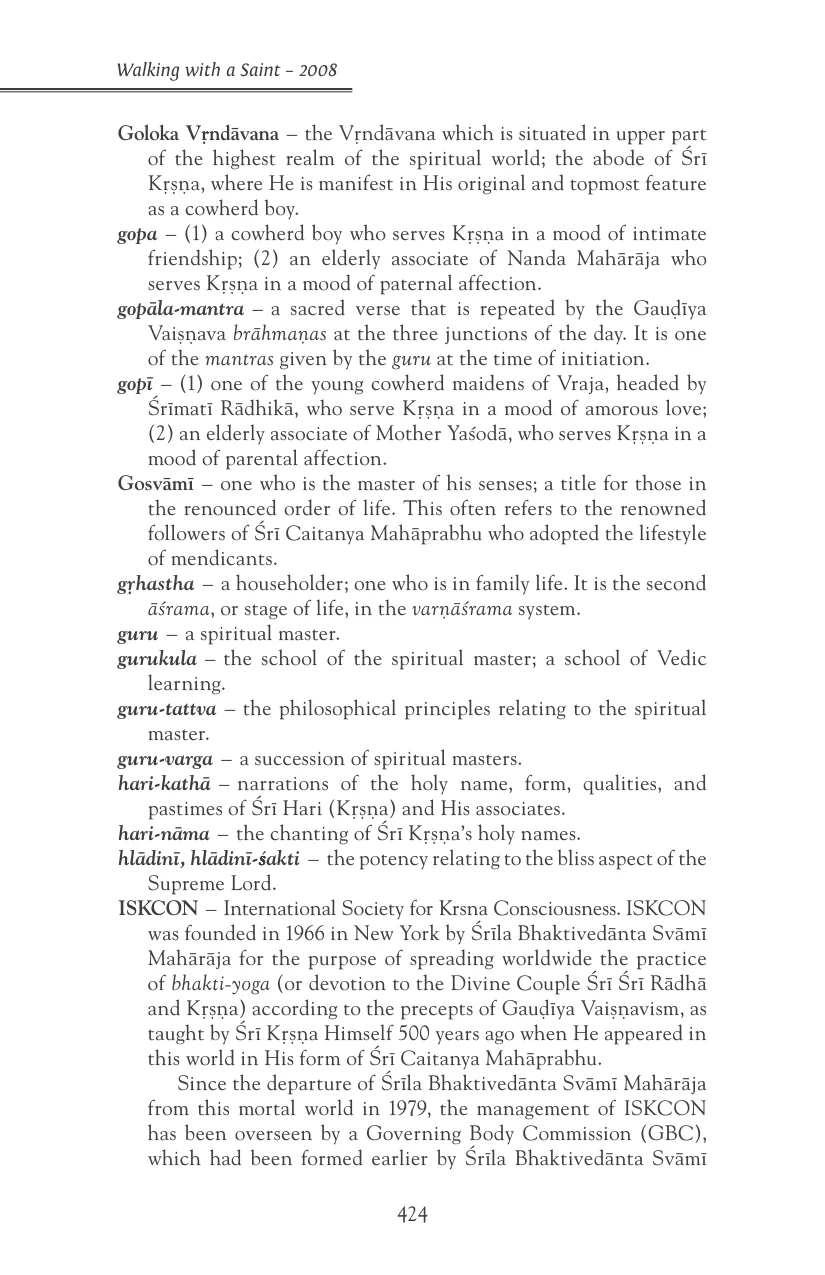 Walking with a Saint – 2008
Goloka Vṛndāvana – the Vṛndāvana which is situated in upper part
of the highest realm of the spiritual world; the abode of Śrī
Kṛṣṇa, where He is manifest in His original and topmost feature
as a cowherd boy.
gopa – (1) a cowherd boy who serves Kṛṣṇa in a mood of intimate
friendship; (2) an elderly associate of Nanda Mahārāja who
serves Kṛṣṇa in a mood of paternal affection.
gopāla-mantra – a sacred verse that is repeated by the Gauḍīya
Vaiṣṇava brāhmaṇas at the three junctions of the day. It is one
of the mantras given by the guru at the time of initiation.
gopī – (1) one of the young cowherd maidens of Vraja, headed by
Śrīmatī Rādhikā, who serve Kṛṣṇa in a mood of amorous love;
(2) an elderly associate of Mother Yaśodā, who serves Kṛṣṇa in a
mood of parental affection.
Gosvāmī – one who is the master of his senses; a title for those in
the renounced order of life. This often refers to the renowned
followers of Śrī Caitanya Mahāprabhu who adopted the lifestyle
of mendicants.
gṛhastha – a householder; one who is in family life. It is the second
āśrama, or stage of life, in the varṇāśrama system.
guru – a spiritual master.
gurukula – the school of the spiritual master; a school of Vedic
learning.
guru-tattva – the philosophical principles relating to the spiritual
master.
guru-varga – a succession of spiritual masters.
hari-kathā – narrations of the holy name, form, qualities, and
pastimes of Śrī Hari (Kṛṣṇa) and His associates.
hari-nāma – the chanting of Śrī Kṛṣṇa's holy names.
hlādinī, hlādinī-śakti – the potency relating to the bliss aspect of the
Supreme Lord.
ISKCON – International Society for Krsna Consciousness. ISKCON
was founded in 1966 in New York by Śrīla Bhaktivedānta Svāmī
Mahārāja for the purpose of spreading worldwide the practice
of bhakti-yoga (or devotion to the Divine Couple Śrī Śrī Rādhā
and Kṛṣṇa) according to the precepts of Gauḍīya Vaiṣṇavism, as
taught by Śrī Kṛṣṇa Himself 500 years ago when He appeared in
this world in His form of Śrī Caitanya Mahāprabhu.
Since the departure of Śrīla Bhaktivedānta Svāmī Mahārāja
from this mortal world in 1979, the management of ISKCON
has been overseen by a Governing Body Commission (GBC),
which had been formed earlier by Śrīla Bhaktivedānta Svāmī
424